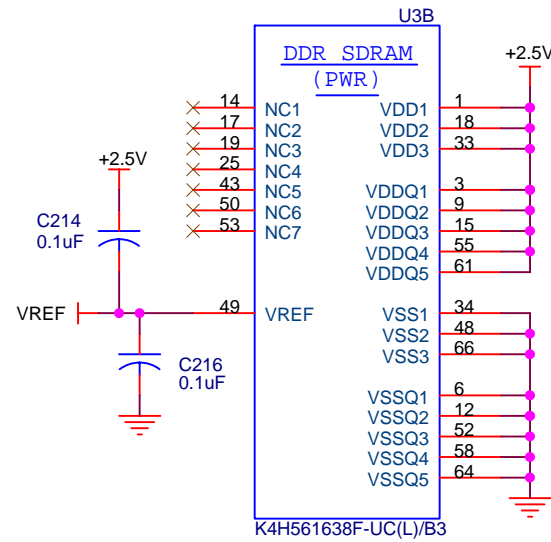 U3B
DDR SDRAM
(PWR)
+2.5V
14 NC1 VDD1 1
17 NC2 VDD2 18
19 NC3 VDD3 33
25 NC4
43 NC5 VDDQ1 3
50 NC6 VDDQ2 9
53 NC7 VDDQ3 15
VDDQ4 55
VDDQ5 61
+2.5V
C214
0.1uF
VREF 49 VREF VSS1 34
VSS2 48
VSS3 66
C216
0.1uF
VSSQ1 6
VSSQ2 12
VSSQ3 52
VSSQ4 58
VSSQ5 64
K4H561638F-UC(L)/B3